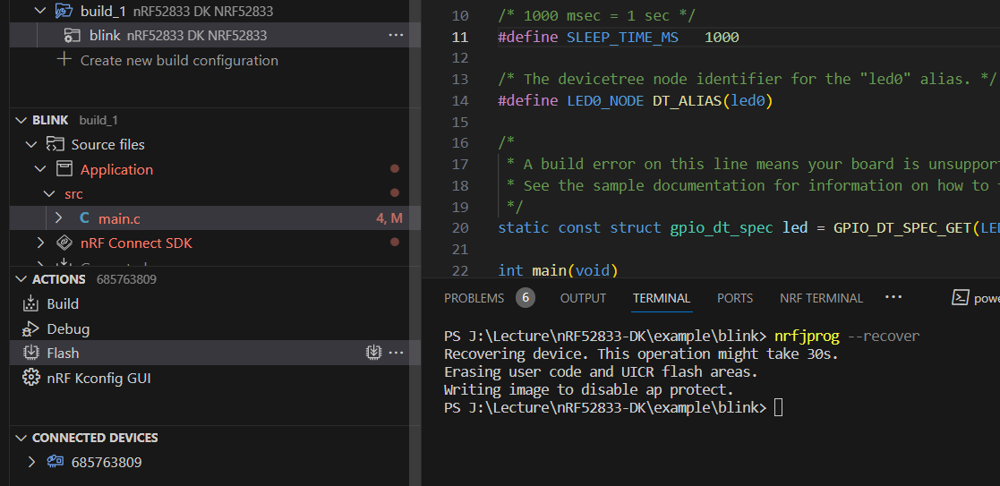 build_1 nRF52833 DK NRF52833
blink nRF52833 DK NRF52833 ...
Create new build configuration
BLINK build_1
Source files
Application
src
C main.c 4, M
nRF Connect SDK
ACTIONS 685763809
Build
Debug
Flash ...
nRF Kconfig GUI
CONNECTED DEVICES
685763809
10 /* 1000 msec = 1 sec */
11 #define SLEEP_TIME_MS 1000
12
13 /* The devicetree node identifier for the "led0" alias. */
14 #define LED0_NODE DT_ALIAS(led0)
15
16 /*
17 * A build error on this line means your board is unsupport
18 * See the sample documentation for information on how to
19 */
20 static const struct gpio_dt_spec led = GPIO_DT_SPEC_GET(LE
21
22 int main(void)
PROBLEMS 6 OUTPUT TERMINAL PORTS NRF TERMINAL ... powe
PS J:\Lecture\nRF52833-DK\example\blink> nrfjprog --recover
Recovering device. This operation might take 30s.
Erasing user code and UICR flash areas.
Writing image to disable ap protect.
PS J:\Lecture\nRF52833-DK\example\blink>